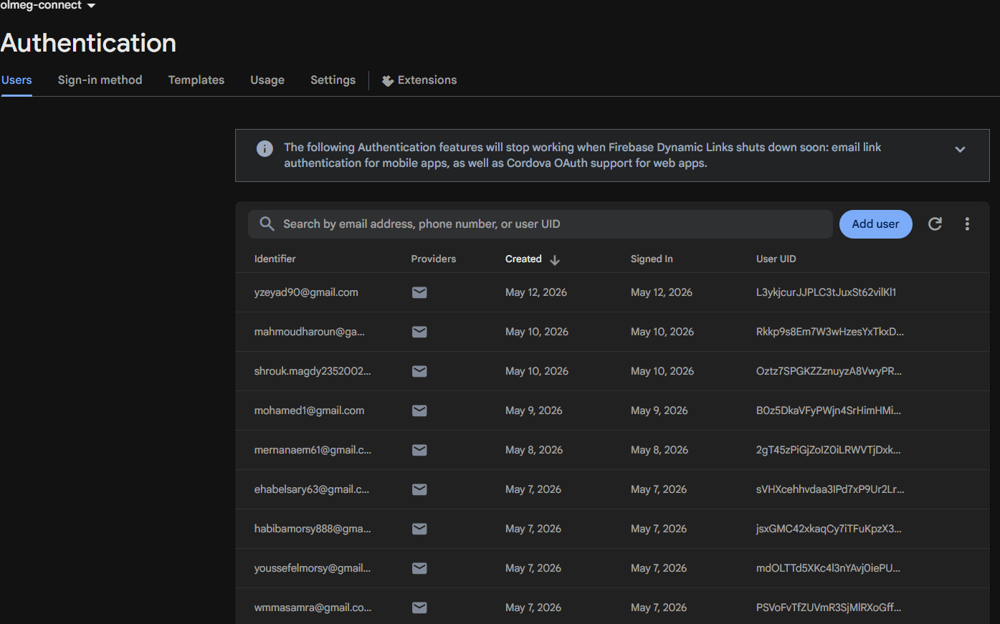 olmeg-connect
Authentication
Users Sign-in method Templates Usage Settings Extensions
The following Authentication features will stop working when Firebase Dynamic Links shuts down soon: email link
authentication for mobile apps, as well as Cordova OAuth support for web apps.
Search by email address, phone number, or user UID Add user
Identifier Providers Created Signed In User UID
yzeyad90@gmail.com May 12, 2026 May 12, 2026 L3ykjcurJJPLC3tJuxSt62vilKl1
mahmoudharoun@ga... May 10, 2026 May 10, 2026 Rkkp9s8Em7W3wHzesYxTkxD...
shrouk.magdy2352002... May 10, 2026 May 10, 2026 Oztz7SPGKZZznuyzA8VwyPR...
mohamed1@gmail.com May 9, 2026 May 9, 2026 B0z5DkaVFyPWjn4SrHimHMi...
mernanaem61@gmail.c... May 8, 2026 May 8, 2026 2gT45zPiGjZolZ0iLRWVTjDxk...
ehabelsary63@gmail.c... May 7, 2026 May 7, 2026 sVHXcehhvdaa3IPd7xP9Ur2Lr...
habibamorsy888@gma... May 7, 2026 May 7, 2026 jsxGMC42xkaqCy7iTFuKpzX3...
youssefelmorsy@gmail... May 7, 2026 May 7, 2026 mdOLTTd5XKc4l3nYAvj0iePU...
wmmasamra@gmail.co... May 7, 2026 May 7, 2026 PSVoFvTfZUVmR3SjMlRXoGff...